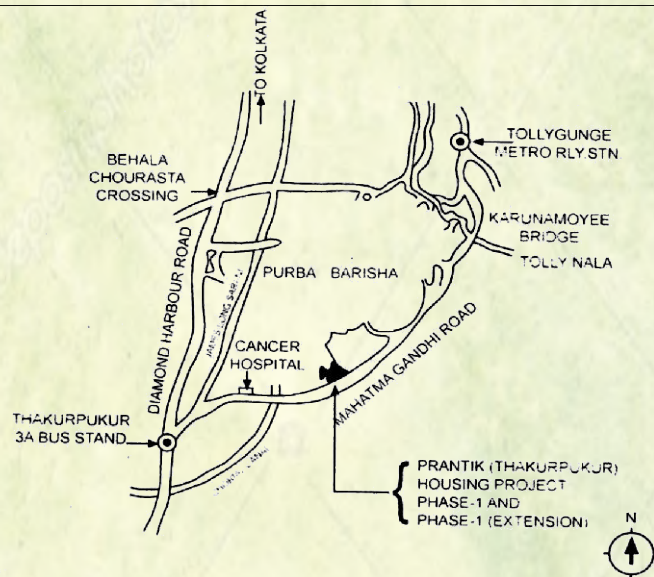 TO KOLKATA
TOLLYGUNGE
METRO RLY.STN.
BEHALA
CHOURASTA
CROSSING
KARUNAMOYEE
BRIDGE
TOLLY NALA
DIAMOND HARBOUR ROAD
PURBA BARISHA
CANCER
HOSPITAL
MAHATMA GANDHI ROAD
THAKURPUKUR
3A BUS STAND
PRANTIK (THAKURPUKUR)
HOUSING PROJECT
PHASE-1 AND
PHASE-1 (EXTENSION)
N